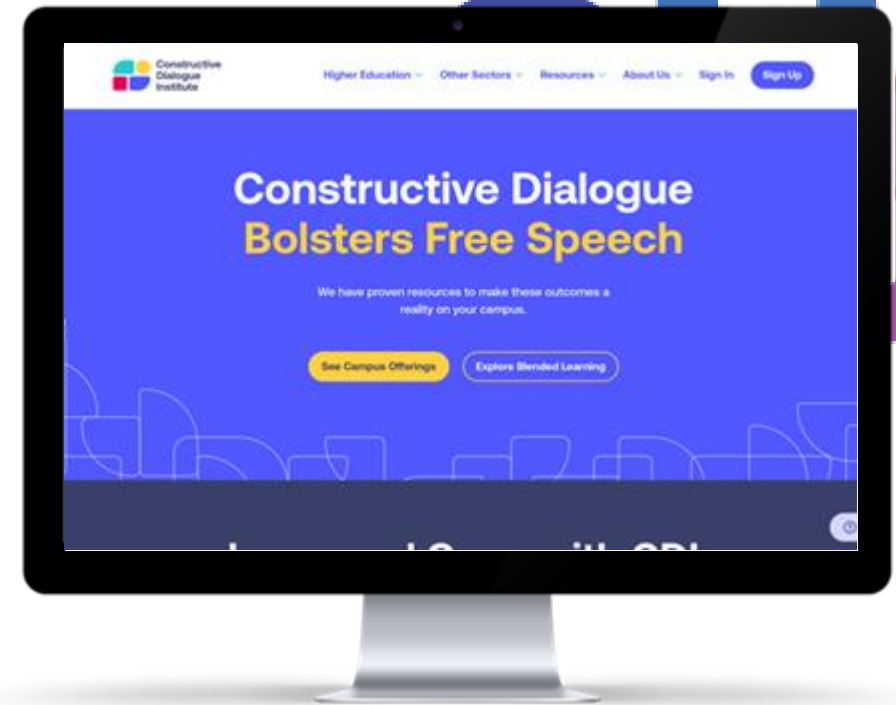 Constructive
Dialogue
Institute
Higher Education
Other Sectors
Resources
About Us
Sign In
Sign Up
Constructive Dialogue
Bolsters Free Speech
We have proven resources to make these outcomes a
reality on your campus.
See Campus Offerings
Explore Blended Learning